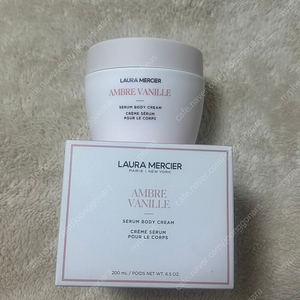 LAURA MERCIER
AMBRE VANILLE
SERUM BODY CREAM
CRÈME SÉRUM
POUR LE CORPS
LAURA MERCIER
PARIS | NEW YORK
AMBRE
VANILLE
SERUM BODY CREAM
CRÈME SÉRUM
POUR LE CORPS
200 mL / POIDS NET WT. 6.5 OZ.